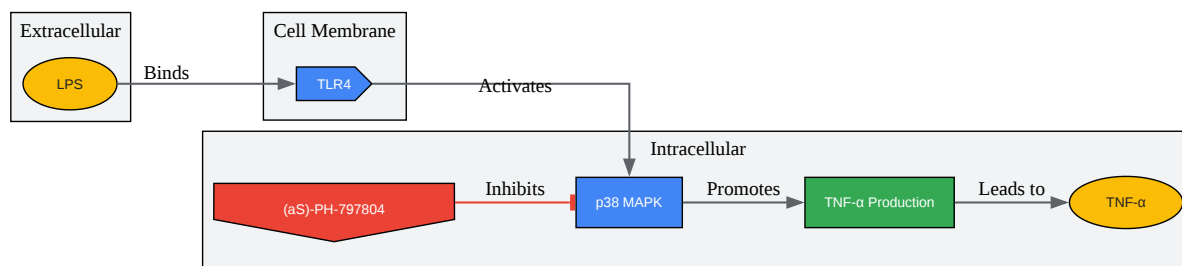 Extracellular
Cell Membrane
LPS
Binds
TLR4
Activates
Intracellular
(aS)-PH-797804
Inhibits
p38 MAPK
Promotes
TNF-α Production
Leads to
TNF-α